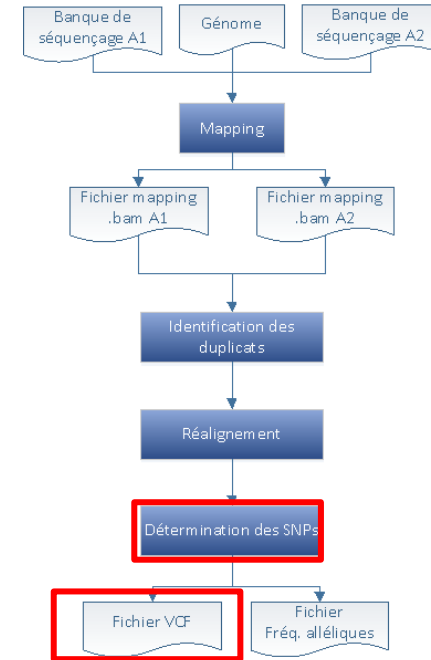 Banque de
séquençage A1
Génome
Banque de
séquençage A2
Mapping
Fichier mapping
.bam A1
Fichier mapping
.bam A2
Identification des
duplicats
Réalignement
Détermination des SNPs
Fichier VCF
Fichier
Fréq. alléliques